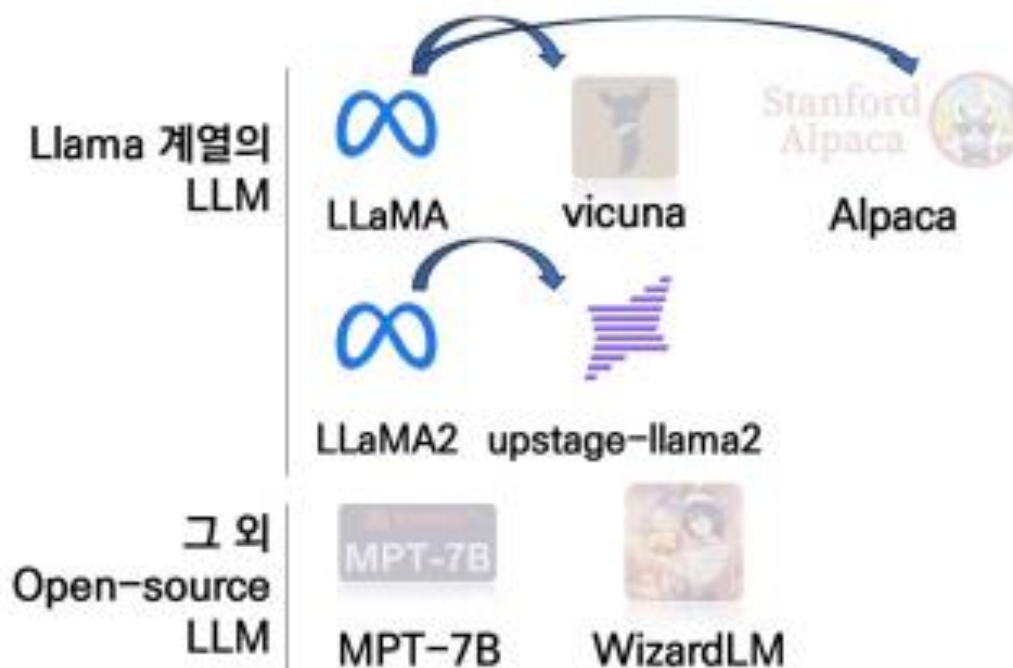 Llama 계열의
LLM
Stanford
Alpaca
LLaMA
vicuna
Alpaca
LLaMA2
upstage-llama2
그 외
Open-source
LLM
MPT-7B
MPT-7B
WizardLM